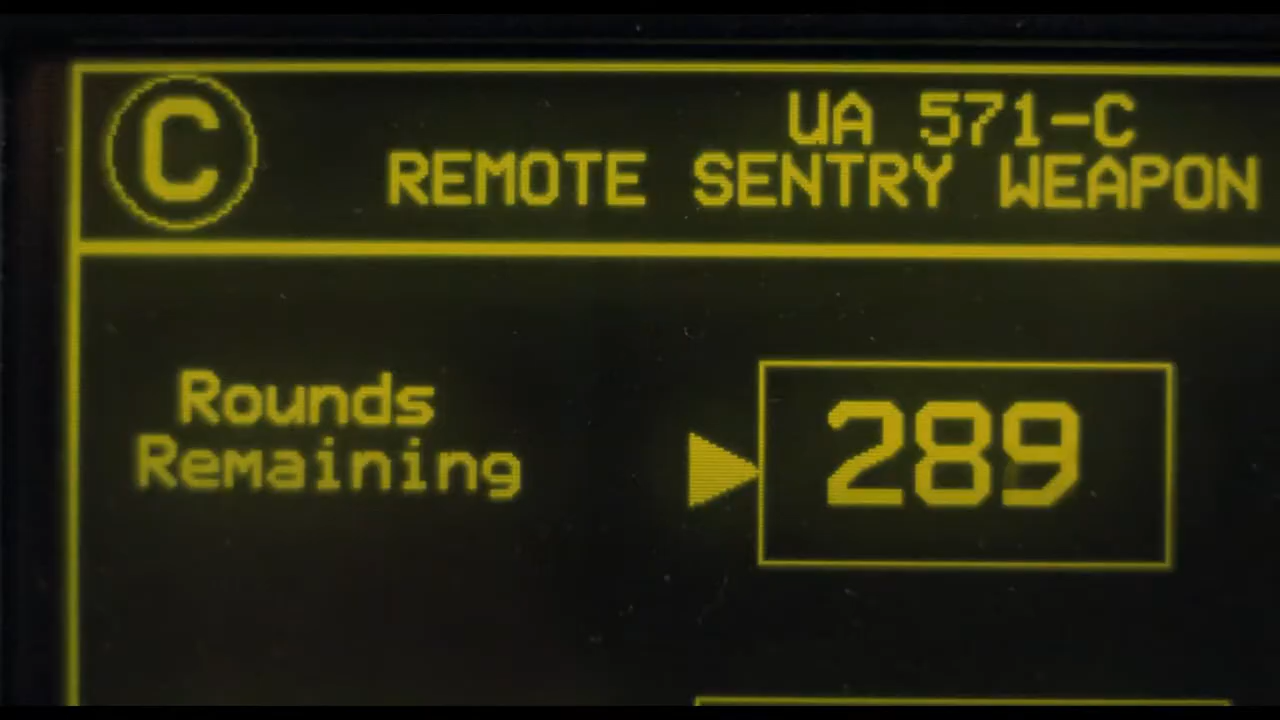 C
UA 571-C
REMOTE SENTRY WEAPON
Rounds
Remaining
289